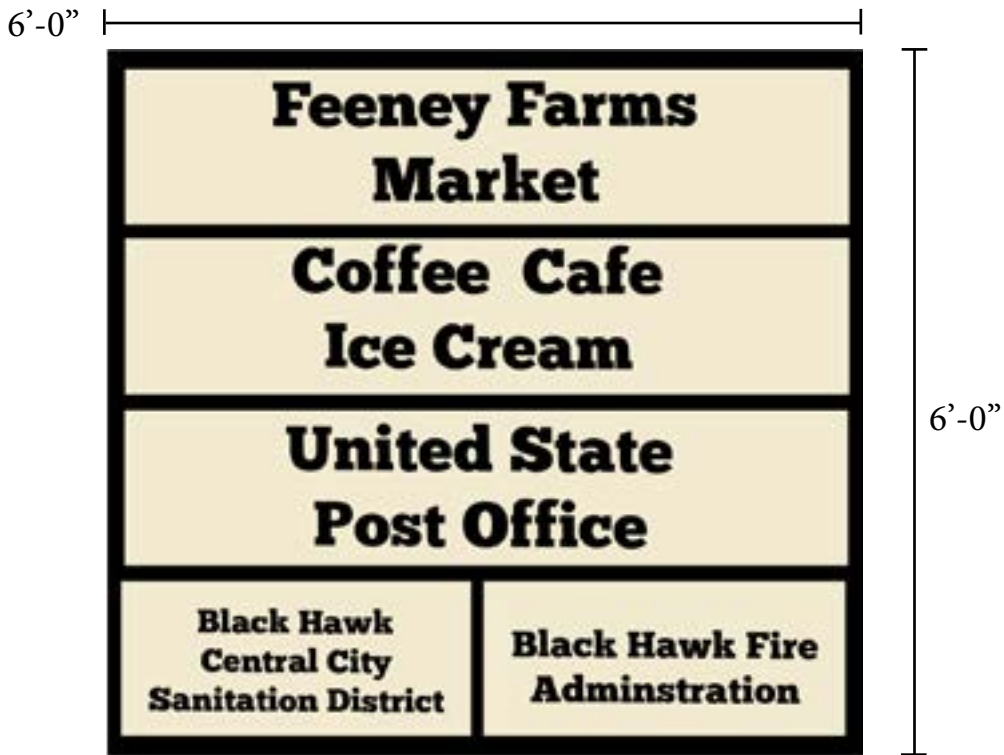 6’-0”
Feeney Farms
Market
Coffee Cafe
Ice Cream
United State
Post Office
6’-0”
Black Hawk
Central City
Sanitation District
Black Hawk Fire
Adminstration